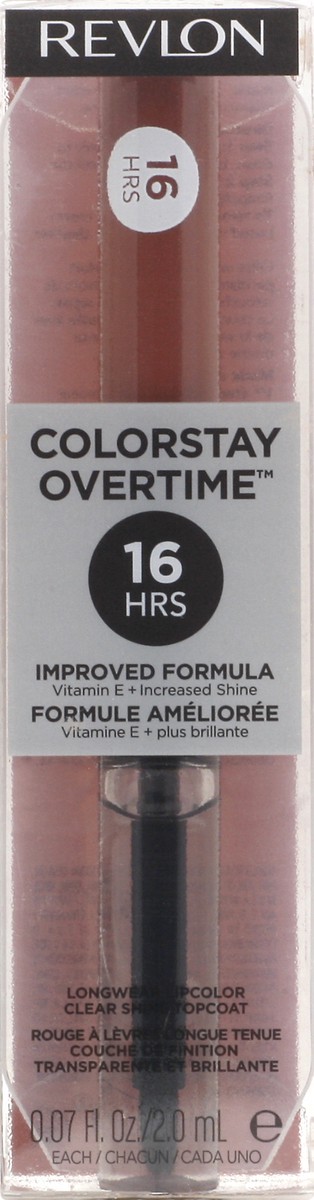 REVLON
16
HRS
COLORSTAY
OVERTIME™
16
HRS
IMPROVED FORMULA
Vitamin E + Increased Shine
FORMULE AMÉLIORÉE
Vitamine E + plus brillante
LONGWEAR LIPCOLOR
CLEAR SHINE TOPCOAT
ROUGE À LÈVRES LONGUE TENUE
COUCHE DE FINITION
TRANSPARENTE ET BRILLANTE
0.07 Fl. Oz./2.0 mL e
EACH / CHACUN / CADA UNO